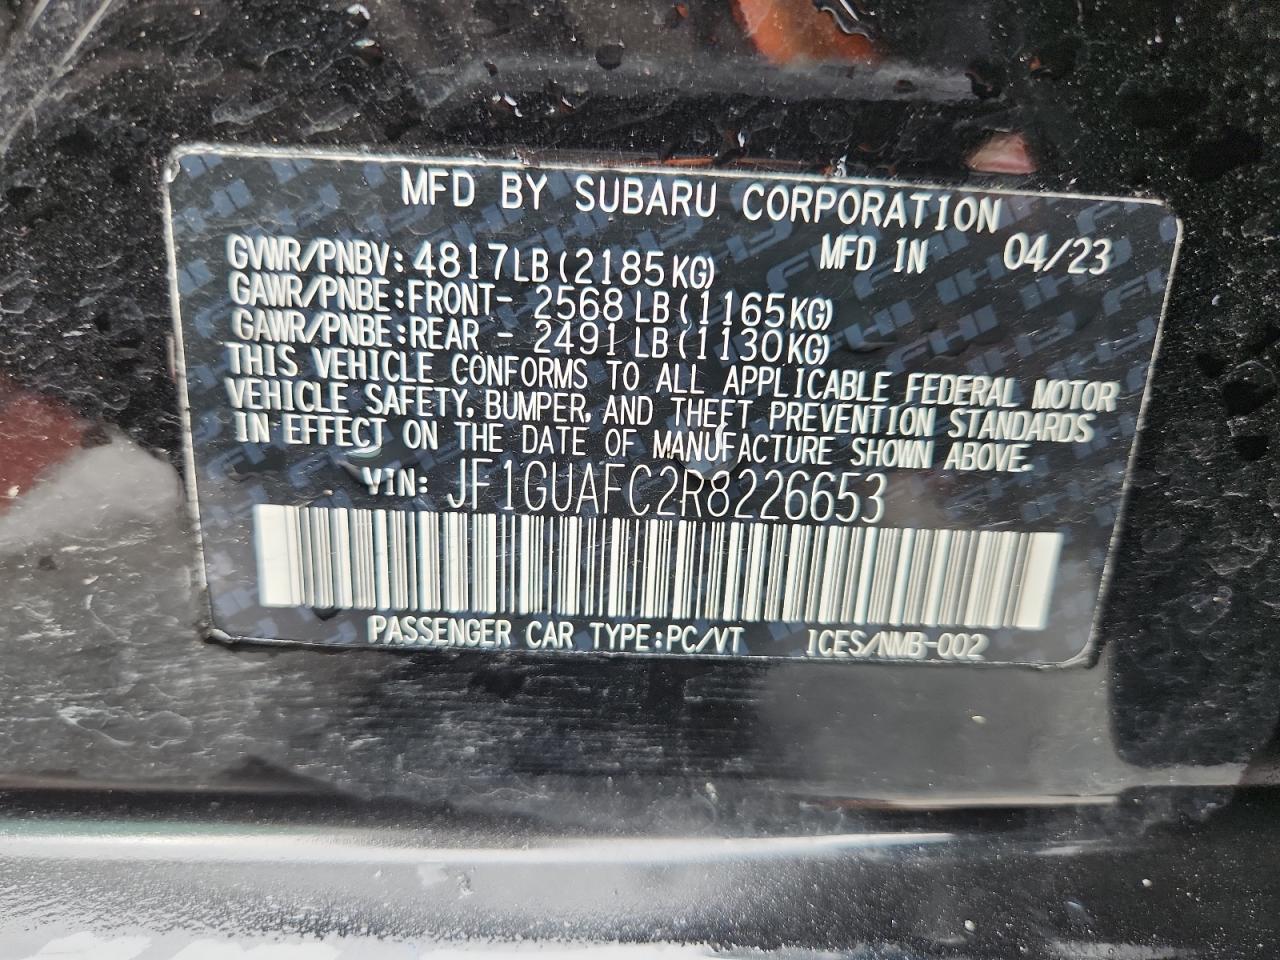 MFD BY SUBARU CORPORATION
GVWR/PNBV: 4817LB(2185KG) MFD IN 04/23
GAWR/PNBE:FRONT- 2568 LB(1165KG)
GAWR/PNBE:REAR - 2491 LB(1130KG)
THIS VEHICLE CONFORMS TO ALL APPLICABLE FEDERAL MOTOR
VEHICLE SAFETY, BUMPER, AND THEFT PREVENTION STANDARDS
IN EFFECT ON THE DATE OF MANUFACTURE SHOWN ABOVE.
VIN: JF1GUAFC2R8226653
PASSENGER CAR TYPE:PC/VT ICES/NMB-002